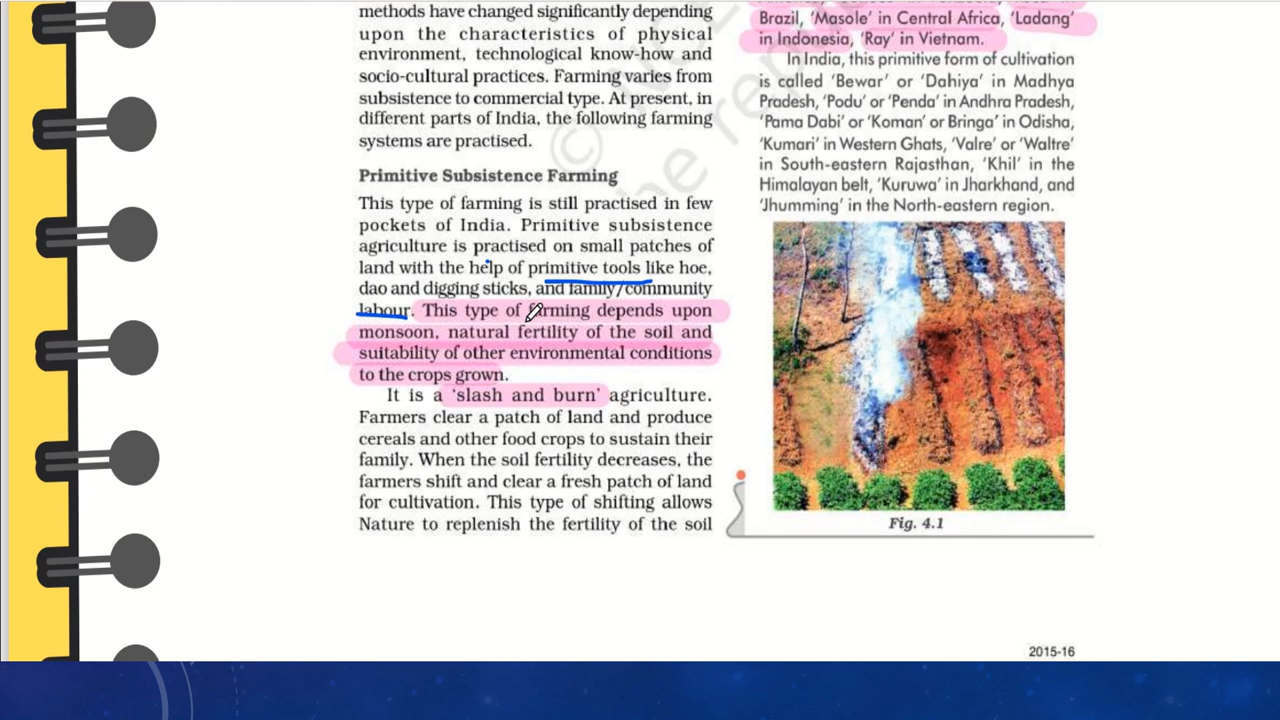 methods have changed significantly depending
upon the characteristics of physical
environment, technological know-how and
socio-cultural practices. Farming varies from
subsistence to commercial type. At present, in
different parts of India, the following farming
systems are practised.
Primitive Subsistence Farming
This type of farming is still practised in few
pockets of India. Primitive subsistence
agriculture is practised on small patches of
land with the help of primitive tools like hoe,
dao and digging sticks, and family/community
labour. This type of farming depends upon
monsoon, natural fertility of the soil and
suitability of other environmental conditions
to the crops grown.
It is a 'slash and burn' agriculture.
Farmers clear a patch of land and produce
cereals and other food crops to sustain their
family. When the soil fertility decreases, the
farmers shift and clear a fresh patch of land
for cultivation. This type of shifting allows
Nature to replenish the fertility of the soil
Brazil, 'Masole' in Central Africa, 'Ladang'
in Indonesia, 'Ray' in Vietnam.
In India, this primitive form of cultivation
is called 'Bewar' or 'Dahiya' in Madhya
Pradesh, 'Podu' or 'Penda' in Andhra Pradesh,
'Pama Dabi' or 'Koman' or Bringa' in Odisha,
'Kumari' in Western Ghats, 'Valre' or 'Waltre'
in South-eastern Rajasthan, 'Khil' in the
Himalayan belt, 'Kuruwa' in Jharkhand, and
'Jhumming' in the North-eastern region.
Fig. 4.1
2015-16